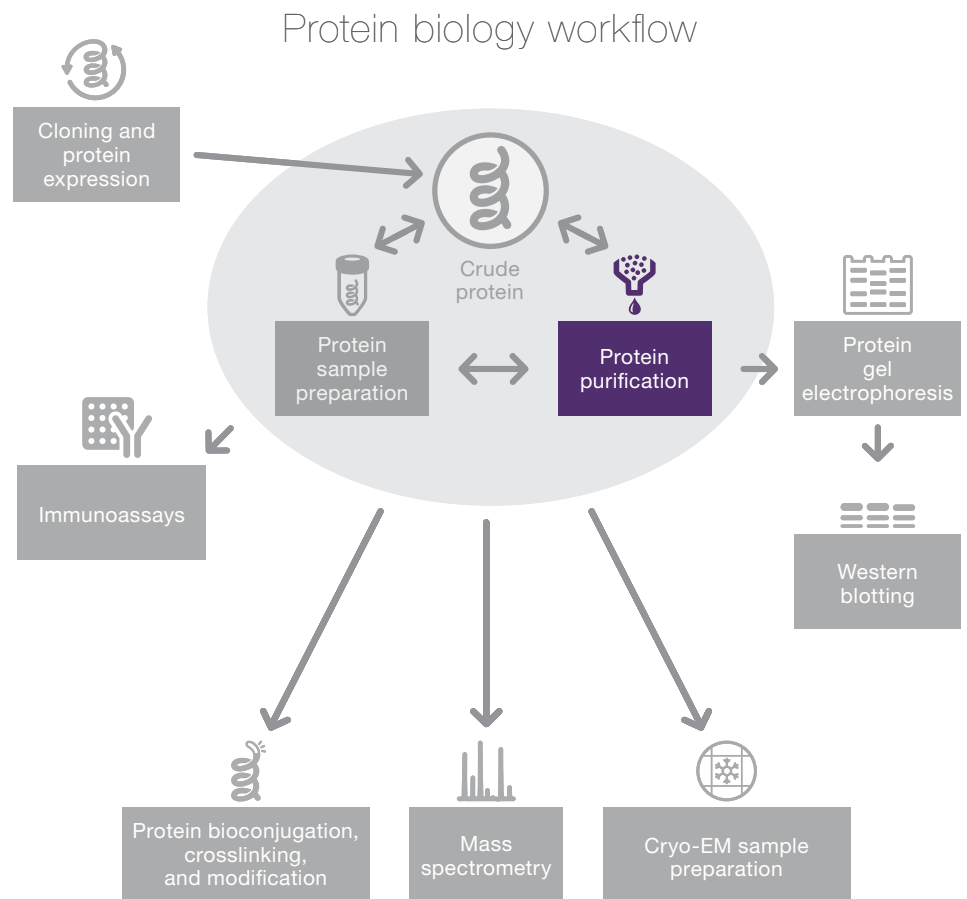 Protein biology workflow
Cloning and
protein
expression
Crude
protein
Protein
sample
preparation
Protein
purification
Protein
gel
electrophoresis
Immunoassays
Western
blotting
Protein bioconjugation,
crosslinking,
and modification
Mass
spectrometry
Cryo-EM sample
preparation